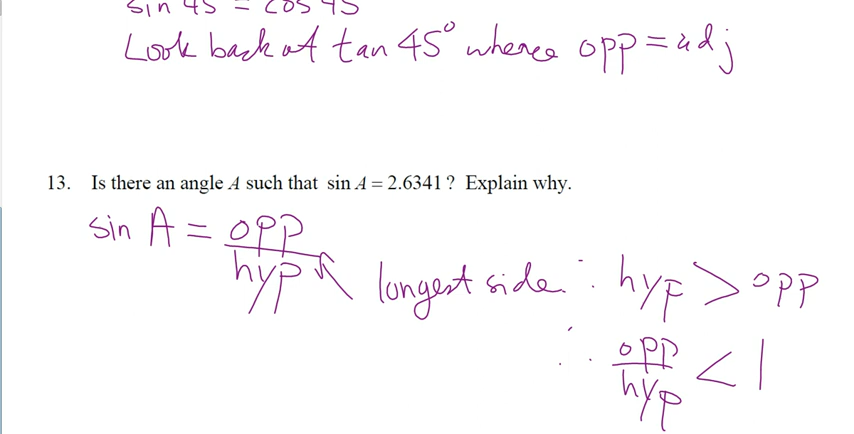 sin 45 = cos 45
Look back at tan 45° where opp = adj
13. Is there an angle A such that sin A = 2.6341 ? Explain why.
sin A = opp/hyp longest side ∴ hyp > opp
∴ opp/hyp < 1